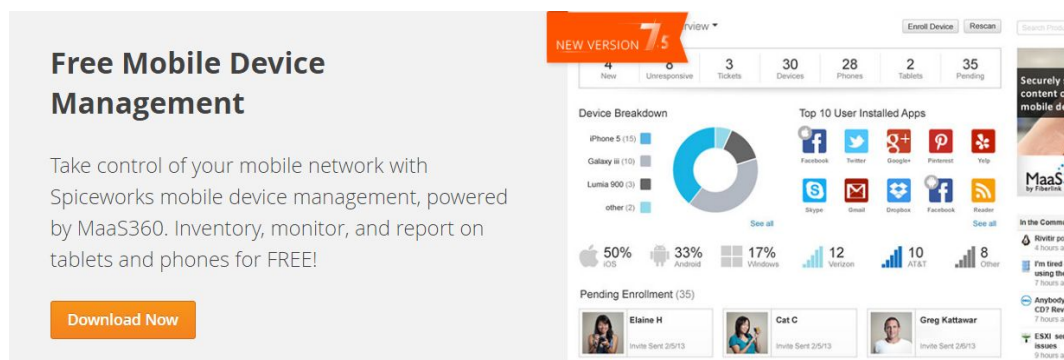 Free Mobile Device
Management
Take control of your mobile network with
Spiceworks mobile device management, powered
by MaaS360. Inventory, monitor, and report on
tablets and phones for FREE!
Download Now
NEW VERSION 7.5
Enroll Device
Rescan
4 8 3 30 28 2 35
New Unresponsive Tickets Devices Phones Tablets Pending
Device Breakdown
iPhone 5 (15)
Galaxy iii (10)
Lumia 900 (3)
other (2)
See all
Top 10 User Installed Apps
Facebook Twitter Google+ Pinterest Yelp
Skype Gmail Dropbox Facebook Reader
See all
50% iOS
33% Android
17% Windows
12 Verizon
10 AT&T
8 Other
Pending Enrollment (35)
Elaine H
Invite Sent 2/5/13
Cat C
Invite Sent 2/5/13
Greg Kattawar
Invite Sent 2/6/13
Securely
content
mobile
MaaS
by Fiberlink
In the
4 hours
I'm tired
using
7 hours
Anybody
CD?
7 hours
ESXI
issues
9 hours